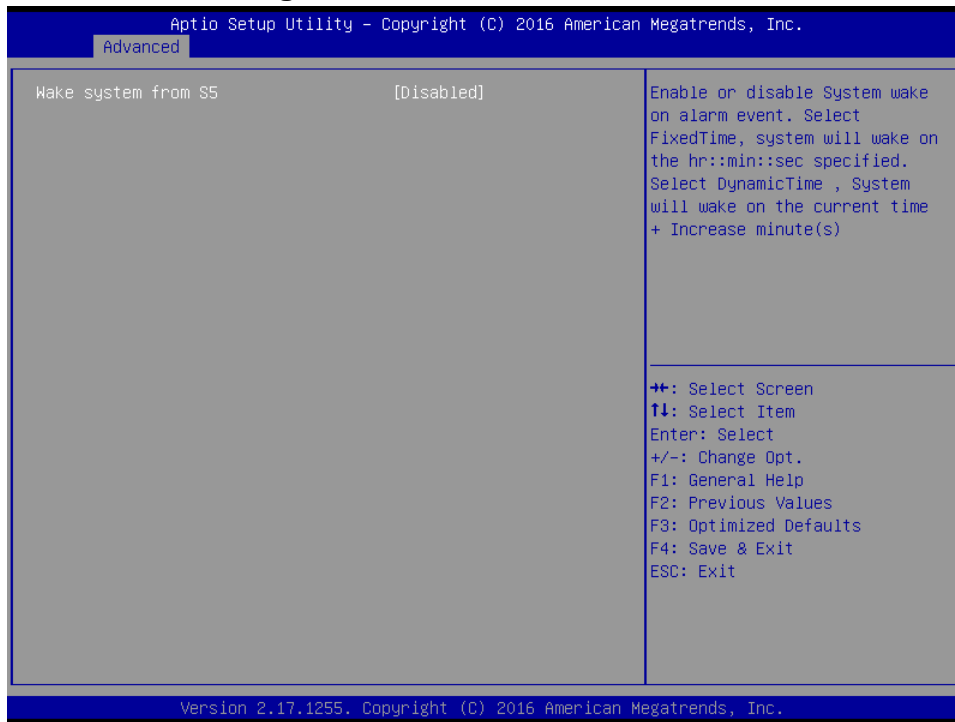 Aptio Setup Utility – Copyright (C) 2016 American Megatrends, Inc.
Advanced
Wake system from S5 [Disabled]
Enable or disable System wake
on alarm event. Select
FixedTime, system will wake on
the hr::min::sec specified.
Select DynamicTime , System
will wake on the current time
+ Increase minute(s)
→←: Select Screen
↑↓: Select Item
Enter: Select
+/-: Change Opt.
F1: General Help
F2: Previous Values
F3: Optimized Defaults
F4: Save & Exit
ESC: Exit
Version 2.17.1255. Copyright (C) 2016 American Megatrends, Inc.